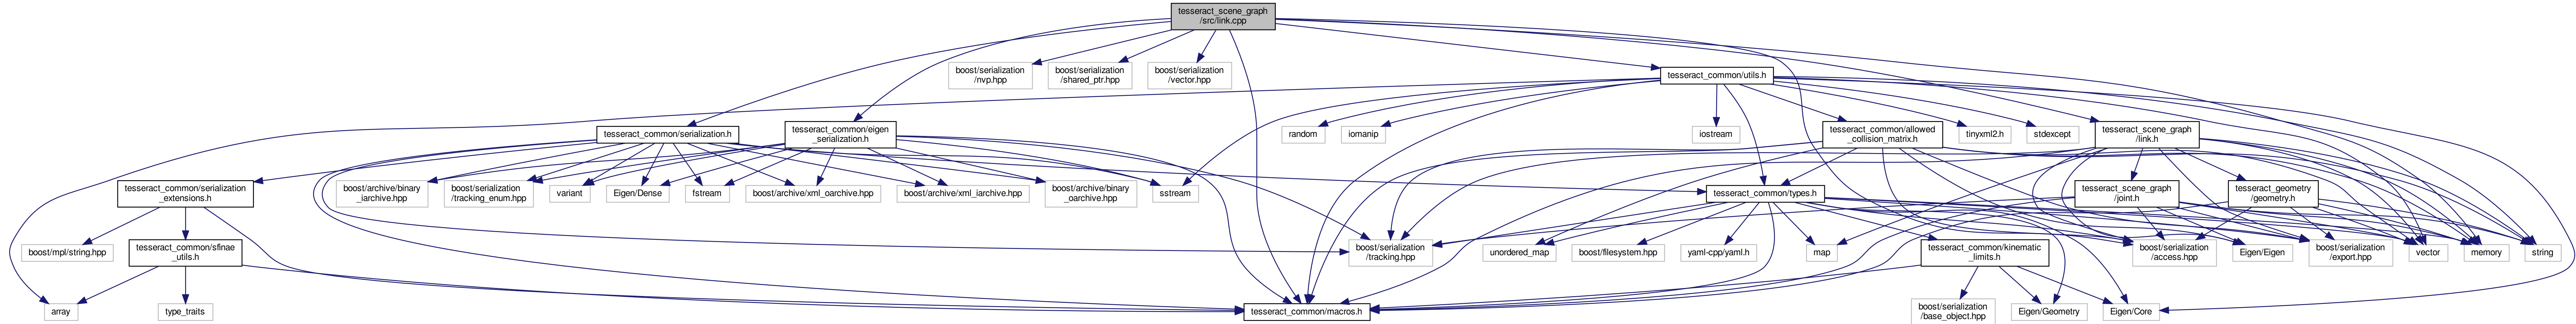 tesseract_scene_graph
/src/link.cpp
boost/serialization
/nvp.hpp
boost/serialization
/shared_ptr.hpp
boost/serialization
/vector.hpp
tesseract_common/utils.h
tesseract_common/serialization.h
tesseract_common/eigen
_serialization.h
random
iomanip
iostream
tesseract_common/allowed
_collision_matrix.h
tinyxml2.h
stdexcept
tesseract_scene_graph
/link.h
tesseract_common/serialization
_extensions.h
boost/archive/binary
_iarchive.hpp
boost/serialization
/tracking_enum.hpp
variant
Eigen/Dense
fstream
boost/archive/xml_oarchive.hpp
boost/archive/xml_iarchive.hpp
boost/archive/binary
_oarchive.hpp
sstream
tesseract_common/types.h
tesseract_scene_graph
/joint.h
tesseract_geometry
/geometry.h
boost/mpl/string.hpp
tesseract_common/sfinae
_utils.h
boost/serialization
/tracking.hpp
unordered_map
boost/filesystem.hpp
yaml-cpp/yaml.h
map
tesseract_common/kinematic
_limits.h
boost/serialization
/access.hpp
Eigen/Eigen
boost/serialization
/export.hpp
vector
memory
string
array
type_traits
tesseract_common/macros.h
boost/serialization
/base_object.hpp
Eigen/Geometry
Eigen/Core